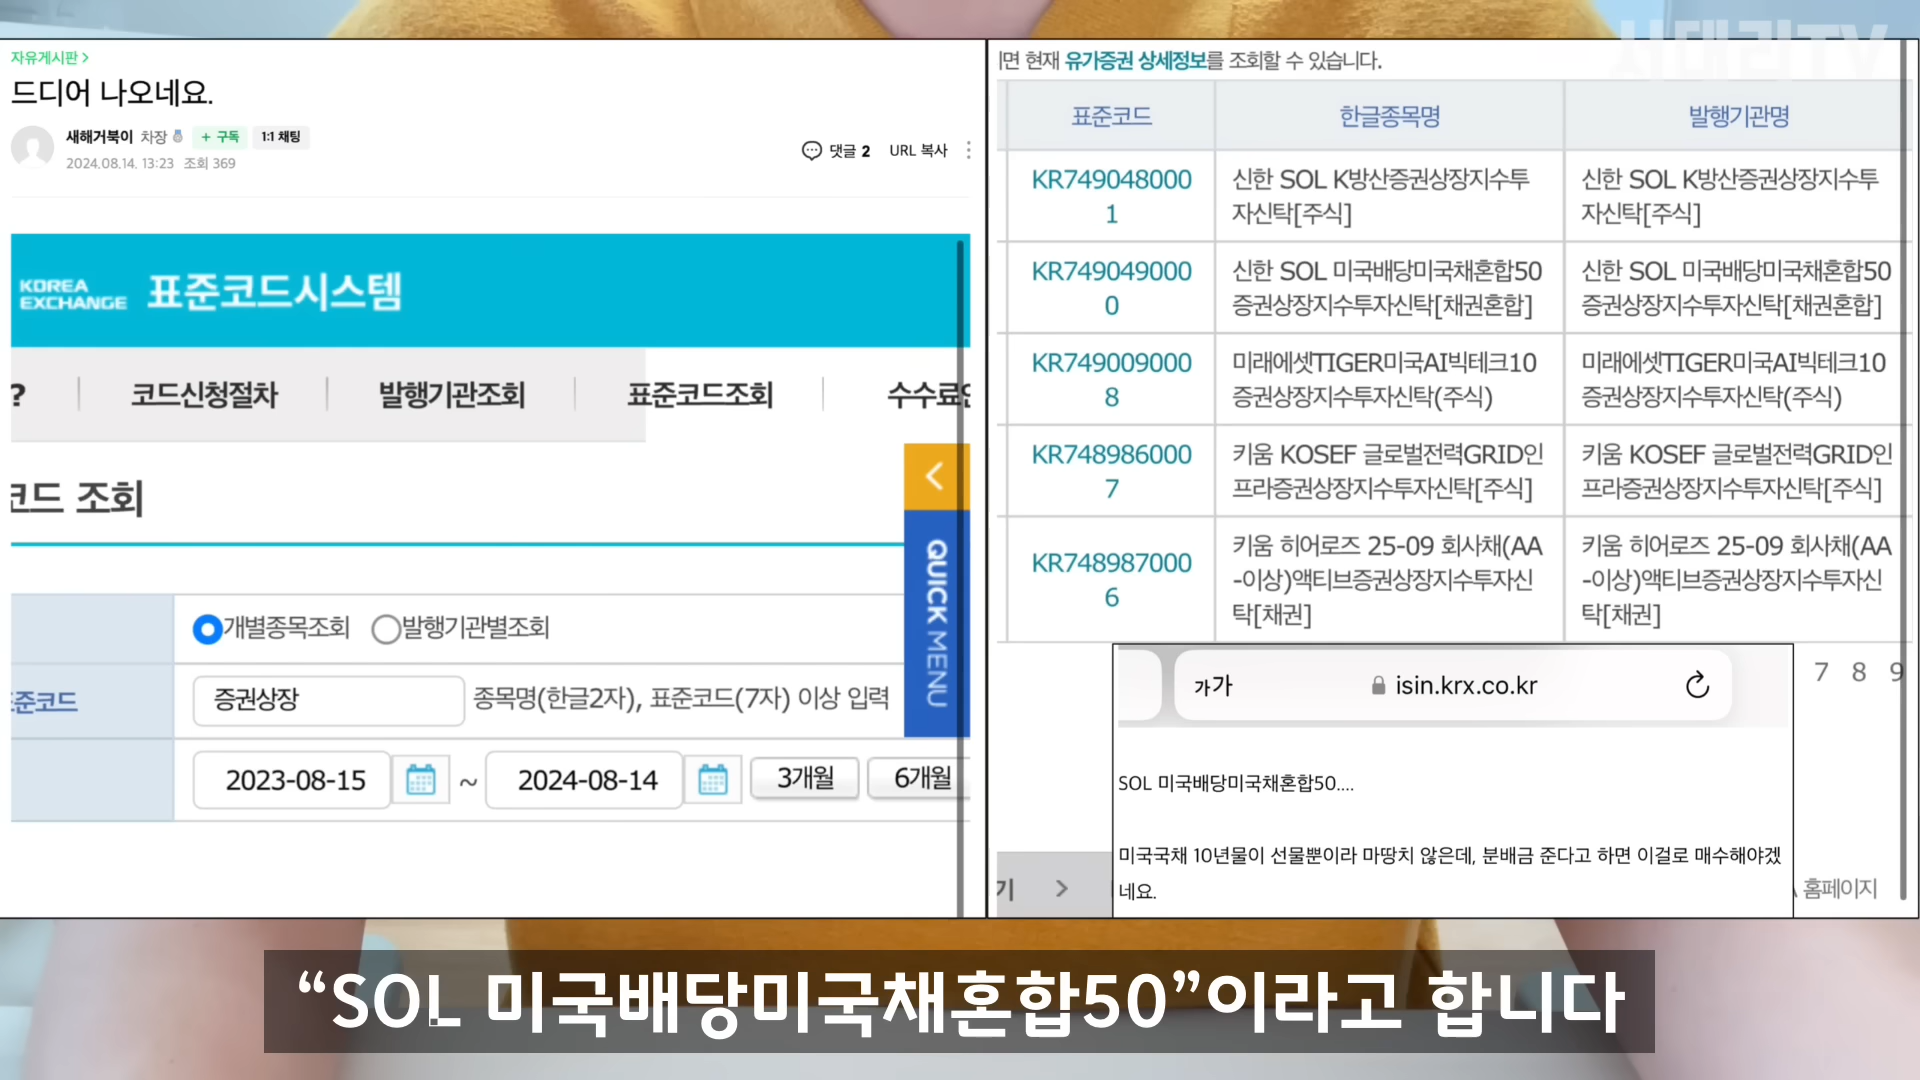 서대리TV
자유게시판 >
드디어 나오네요.
새해거북이 차장 + 구독 1:1 채팅
2024.08.14. 13:23 조회 369
댓글 2 URL 복사
KOREA
EXCHANGE
표준코드시스템
? 코드신청절차 발행기관조회 표준코드조회 수수료
코드 조회
QUICK MENU
개별종목조회 발행기관별조회
준코드 증권상장 종목명(한글2자), 표준코드(7자) 이상 입력
2023-08-15 ~ 2024-08-14 3개월 6개월
면 현재 유가증권 상세정보를 조회할 수 있습니다.
표준코드 한글종목명 발행기관명
KR749048000
1
신한 SOL K방산증권상장지수투
자신탁[주식]
신한 SOL K방산증권상장지수투
자신탁[주식]
KR749049000
0
신한 SOL 미국배당미국채혼합50
증권상장지수투자신탁[채권혼합]
신한 SOL 미국배당미국채혼합50
증권상장지수투자신탁[채권혼합]
KR749009000
8
미래에셋TIGER미국AI빅테크10
증권상장지수투자신탁(주식)
미래에셋TIGER미국AI빅테크10
증권상장지수투자신탁(주식)
KR748986000
7
키움 KOSEF 글로벌전력GRID인
프라증권상장지수투자신탁[주식]
키움 KOSEF 글로벌전력GRID인
프라증권상장지수투자신탁[주식]
KR748987000
6
키움 히어로즈 25-09 회사채(AA
-이상)액티브증권상장지수투자신
탁[채권]
키움 히어로즈 25-09 회사채(AA
-이상)액티브증권상장지수투자신
탁[채권]
7 8 9
가가 isin.krx.co.kr
SOL 미국배당미국채혼합50....
미국국채 10년물이 선물뿐이라 마땅치 않은데, 분배금 준다고 하면 이걸로 매수해야겠
네요.
기 > 홈페이지
“SOL 미국배당미국채혼합50”이라고 합니다